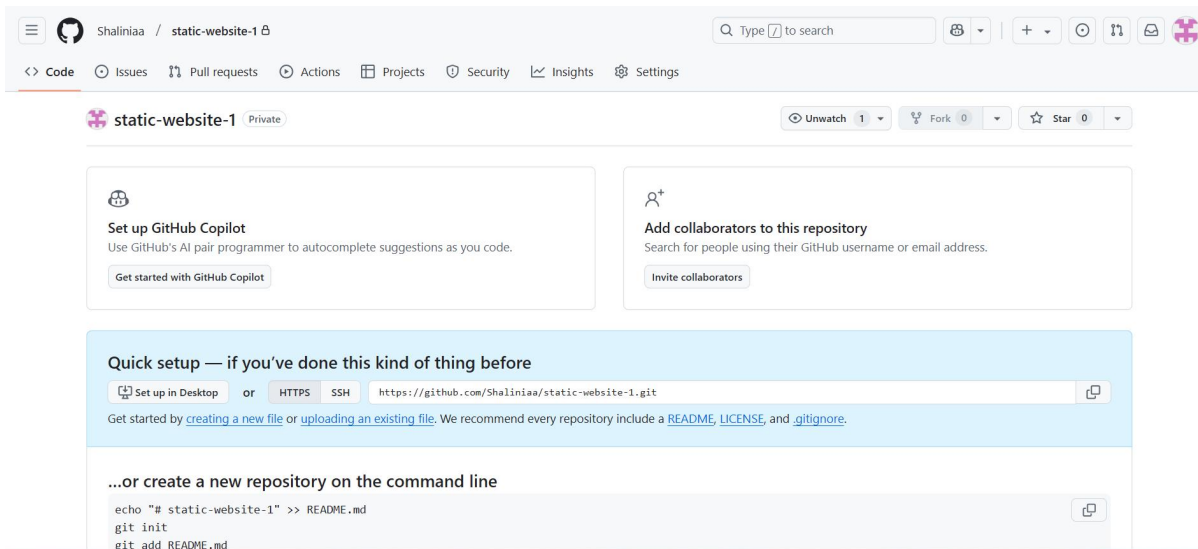 Shaliniaa / static-website-1
Type / to search
Code Issues Pull requests Actions Projects Security Insights Settings
static-website-1 Private
Unwatch 1 Fork 0 Star 0
Set up GitHub Copilot
Use GitHub's AI pair programmer to autocomplete suggestions as you code.
Get started with GitHub Copilot
Add collaborators to this repository
Search for people using their GitHub username or email address.
Invite collaborators
Quick setup — if you've done this kind of thing before
Set up in Desktop or HTTPS SSH https://github.com/Shaliniaa/static-website-1.git
Get started by creating a new file or uploading an existing file. We recommend every repository include a README, LICENSE, and .gitignore.
...or create a new repository on the command line
echo "# static-website-1" >> README.md
git init
git add README.md